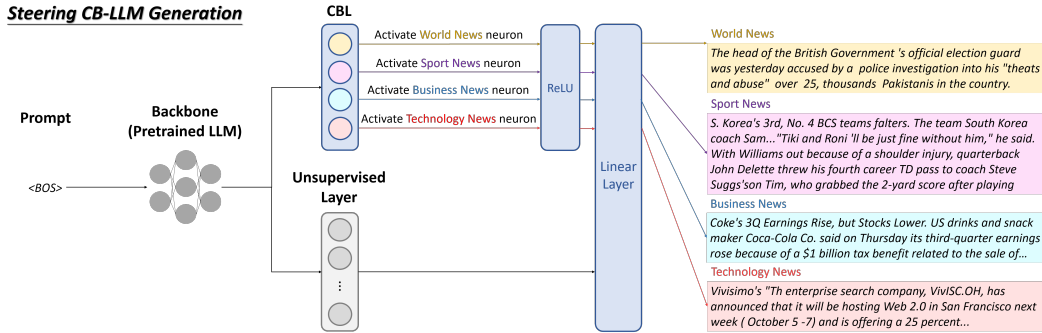 Steering CB-LLM Generation
CBL
Activate World News neuron
Activate Sport News neuron
Activate Business News neuron
Activate Technology News neuron
ReLU
Linear
Layer
Prompt
<BOS>
Backbone
(Pretrained LLM)
Unsupervised
Layer
...
World News
The head of the British Government 's official election guard
was yesterday accused by a police investigation into his "threats
and abuse" over 25, thousands Pakistanis in the country.
Sport News
S. Korea's 3rd, No. 4 BCS teams falters. The team South Korea
coach Sam..."Tiki and Roni 'll be just fine without him," he said.
With Williams out because of a shoulder injury, quarterback
John Delette threw his fourth career TD pass to coach Steve
Suggs'son Tim, who grabbed the 2-yard score after playing
Business News
Coke's 3Q Earnings Rise, but Stocks Lower. US drinks and snack
maker Coca-Cola Co. said on Thursday its third-quarter earnings
rose because of a $1 billion tax benefit related to the sale of…
Technology News
Vivisimo's "Th enterprise search company, VivISC.OH, has
announced that it will be hosting Web 2.0 in San Francisco next
week ( October 5 -7) and is offering a 25 percent...